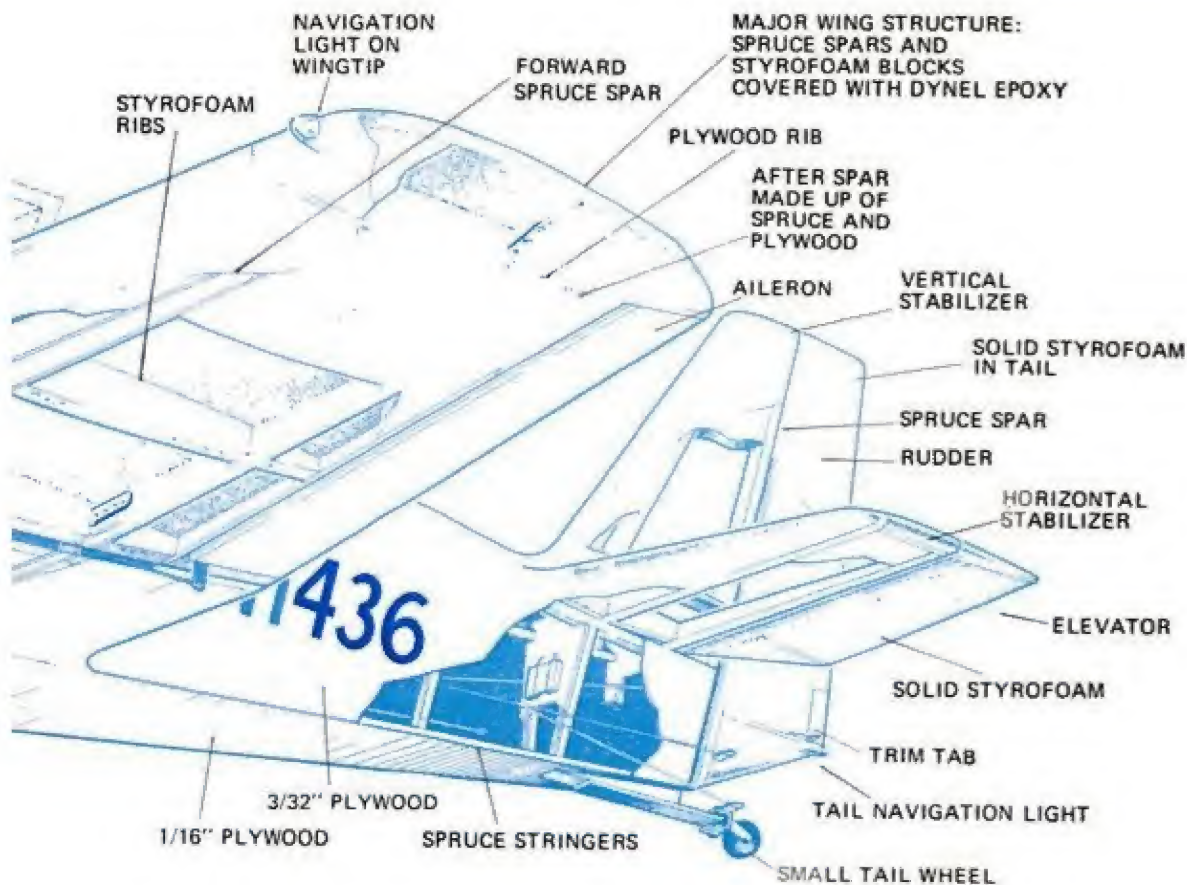 NAVIGATION
LIGHT ON
WINGTIP
MAJOR WING STRUCTURE:
SPRUCE SPARS AND
STYROFOAM BLOCKS
COVERED WITH DYNEL EPOXY
FORWARD
SPRUCE SPAR
STYROFOAM
RIBS
PLYWOOD RIB
AFTER SPAR
MADE UP OF
SPRUCE AND
PLYWOOD
AILERON
VERTICAL
STABILIZER
SOLID STYROFOAM
IN TAIL
SPRUCE SPAR
RUDDER
HORIZONTAL
STABILIZER
436
ELEVATOR
SOLID STYROFOAM
TRIM TAB
TAIL NAVIGATION LIGHT
3/32" PLYWOOD
1/16" PLYWOOD
SPRUCE STRINGERS
SMALL TAIL WHEEL